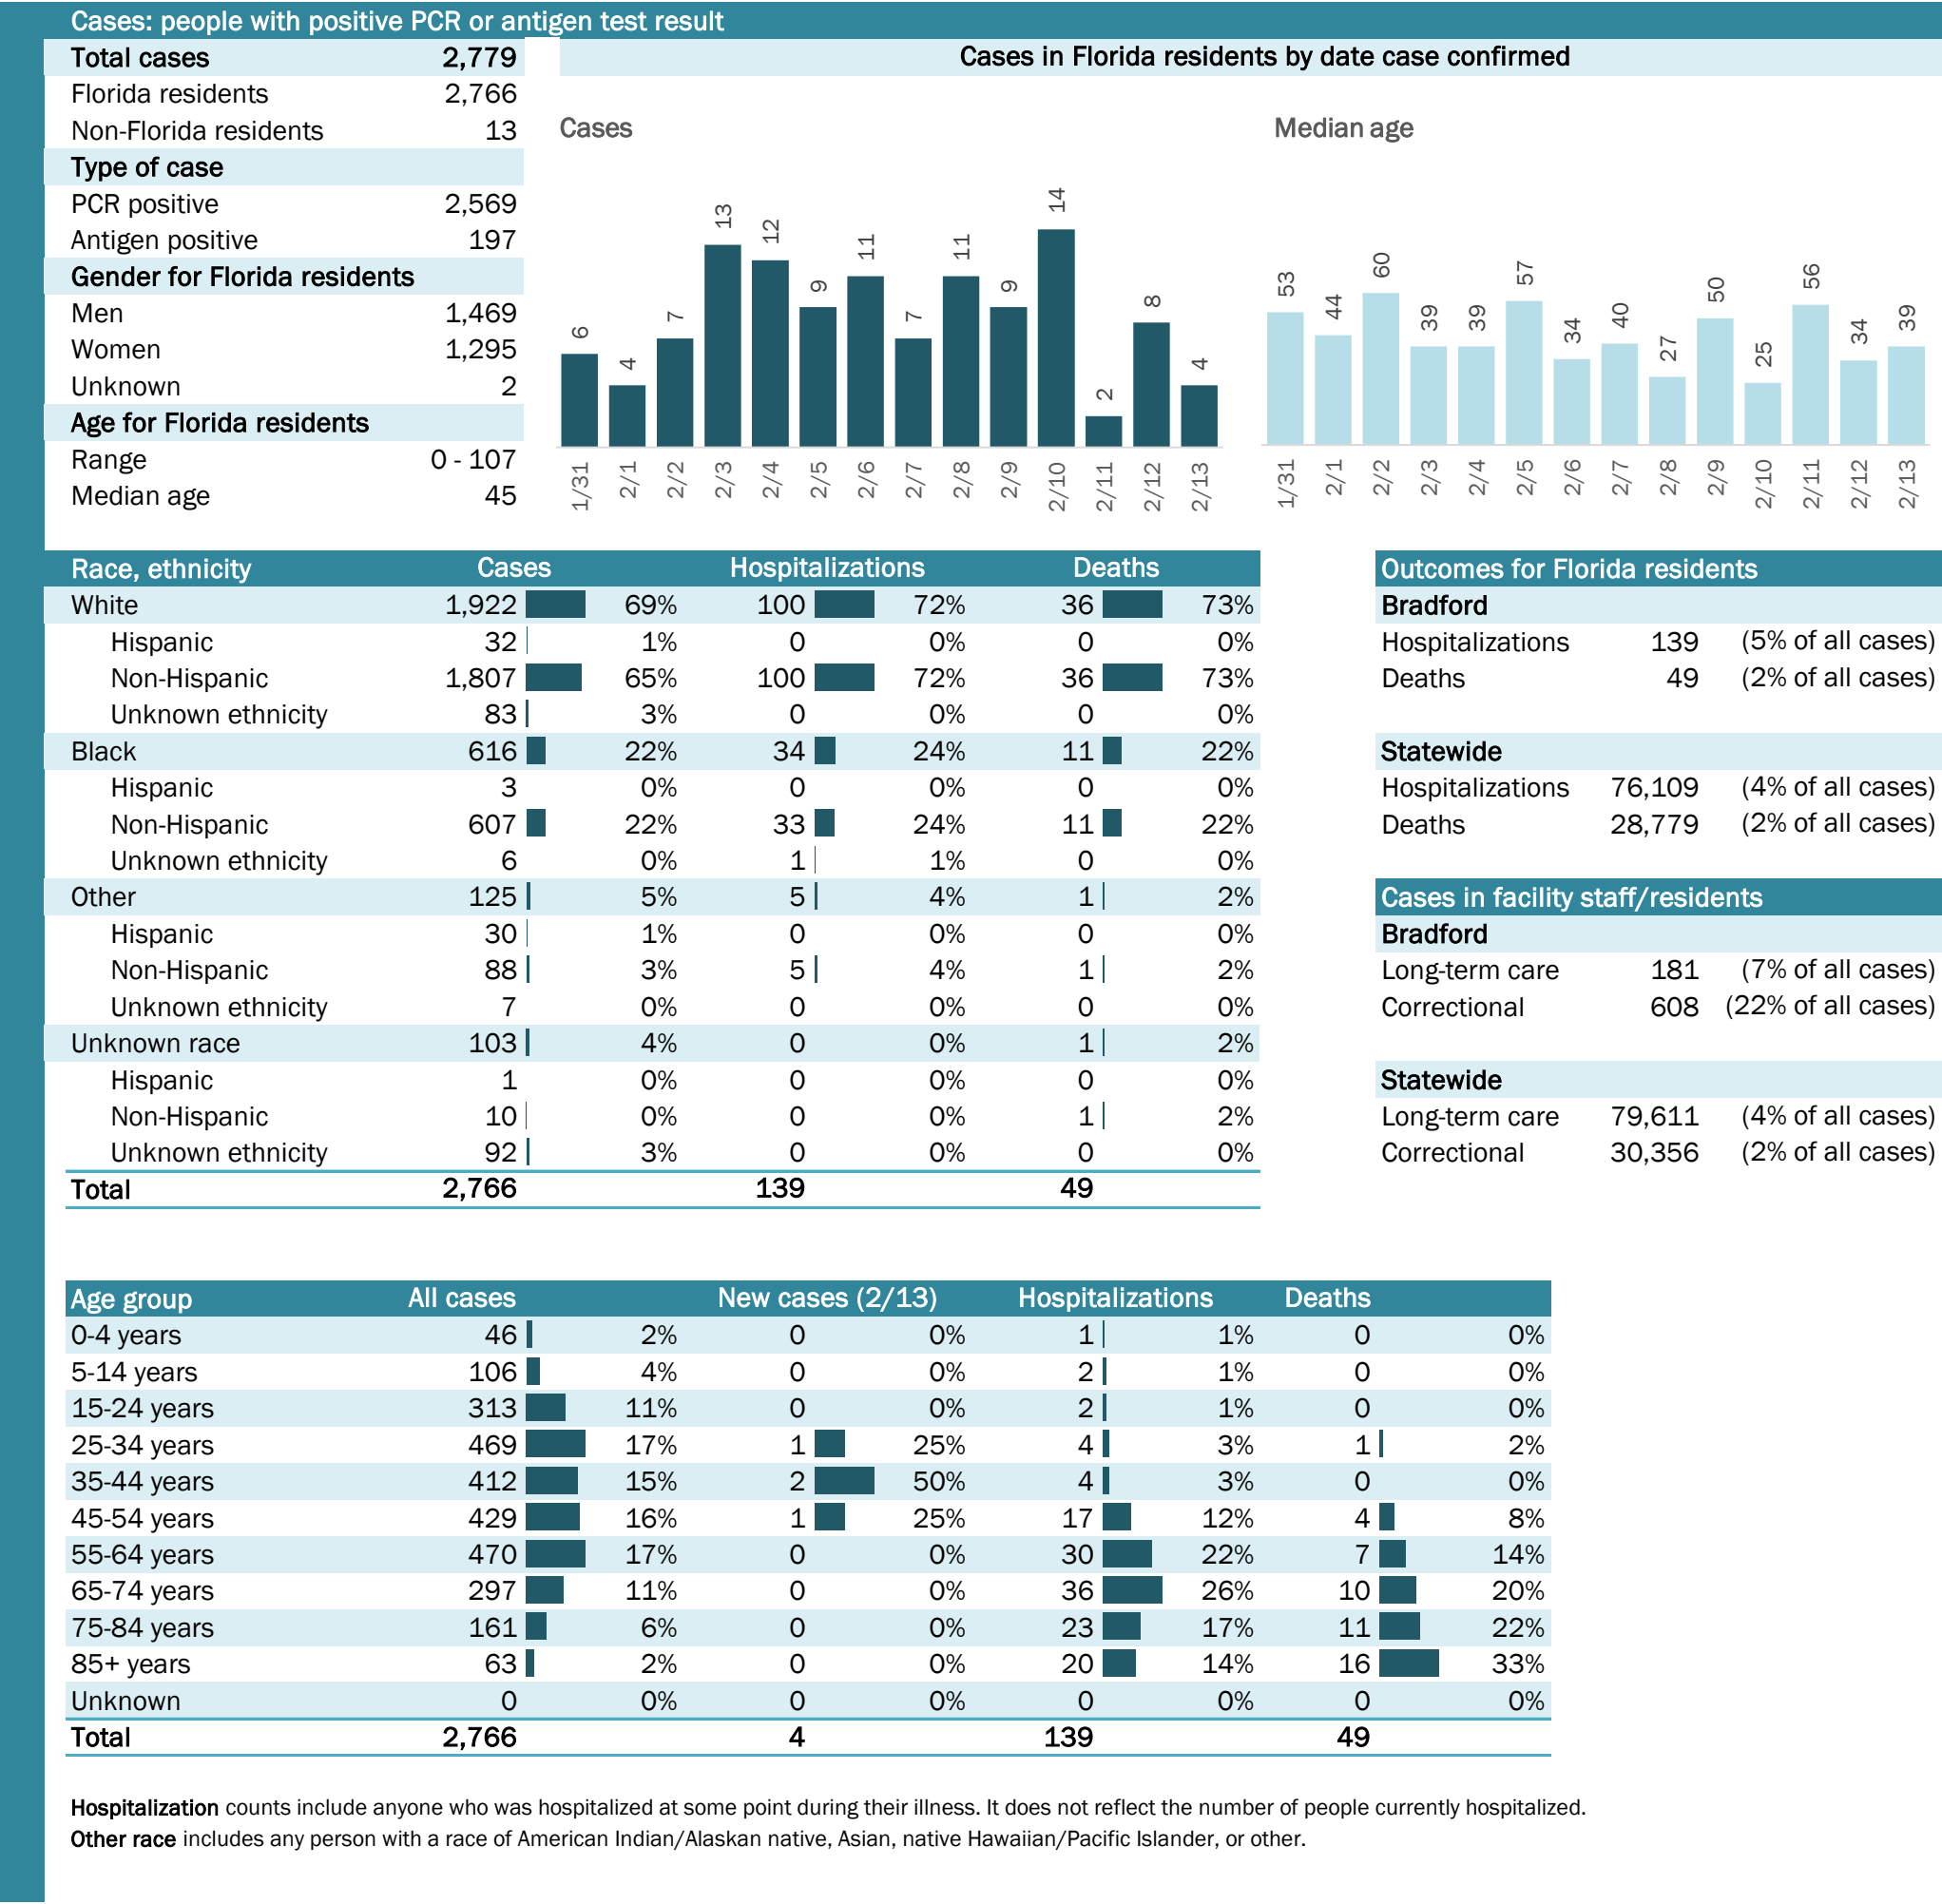 Cases: people with positive PCR or antigen test result
Total cases 2,779
Florida residents 2,766
Non-Florida residents 13
Type of case
PCR positive 2,569
Antigen positive 197
Gender for Florida residents
Men 1,469
Women 1,295
Unknown 2
Age for Florida residents
Range 0 - 107
Median age 45
Cases in Florida residents by date case confirmed
Cases
6 4 7 13 12 9 11 7 11 9 14 2 8 4
1/31 2/1 2/2 2/3 2/4 2/5 2/6 2/7 2/8 2/9 2/10 2/11 2/12 2/13
Median age
53 44 60 39 39 57 34 40 27 50 25 56 34 39
1/31 2/1 2/2 2/3 2/4 2/5 2/6 2/7 2/8 2/9 2/10 2/11 2/12 2/13
Race, ethnicity Cases Hospitalizations Deaths
White 1,922 69% 100 72% 36 73%
Hispanic 32 1% 0 0% 0 0%
Non-Hispanic 1,807 65% 100 72% 36 73%
Unknown ethnicity 83 3% 0 0% 0 0%
Black 616 22% 34 24% 11 22%
Hispanic 3 0% 0 0% 0 0%
Non-Hispanic 607 22% 33 24% 11 22%
Unknown ethnicity 6 0% 1 1% 0 0%
Other 125 5% 5 4% 1 2%
Hispanic 30 1% 0 0% 0 0%
Non-Hispanic 88 3% 5 4% 1 2%
Unknown ethnicity 7 0% 0 0% 0 0%
Unknown race 103 4% 0 0% 1 2%
Hispanic 1 0% 0 0% 0 0%
Non-Hispanic 10 0% 0 0% 1 2%
Unknown ethnicity 92 3% 0 0% 0 0%
Total 2,766 139 49
Outcomes for Florida residents
Bradford
Hospitalizations 139 (5% of all cases)
Deaths 49 (2% of all cases)
Statewide
Hospitalizations 76,109 (4% of all cases)
Deaths 28,779 (2% of all cases)
Cases in facility staff/residents
Bradford
Long-term care 181 (7% of all cases)
Correctional 608 (22% of all cases)
Statewide
Long-term care 79,611 (4% of all cases)
Correctional 30,356 (2% of all cases)
Age group All cases New cases (2/13) Hospitalizations Deaths
0-4 years 46 2% 0 0% 1 1% 0 0%
5-14 years 106 4% 0 0% 2 1% 0 0%
15-24 years 313 11% 0 0% 2 1% 0 0%
25-34 years 469 17% 1 25% 4 3% 1 2%
35-44 years 412 15% 2 50% 4 3% 0 0%
45-54 years 429 16% 1 25% 17 12% 4 8%
55-64 years 470 17% 0 0% 30 22% 7 14%
65-74 years 297 11% 0 0% 36 26% 10 20%
75-84 years 161 6% 0 0% 23 17% 11 22%
85+ years 63 2% 0 0% 20 14% 16 33%
Unknown 0 0% 0 0% 0 0% 0 0%
Total 2,766 4 139 49
Hospitalization counts include anyone who was hospitalized at some point during their illness. It does not reflect the number of people currently hospitalized.
Other race includes any person with a race of American Indian/Alaskan native, Asian, native Hawaiian/Pacific Islander, or other.